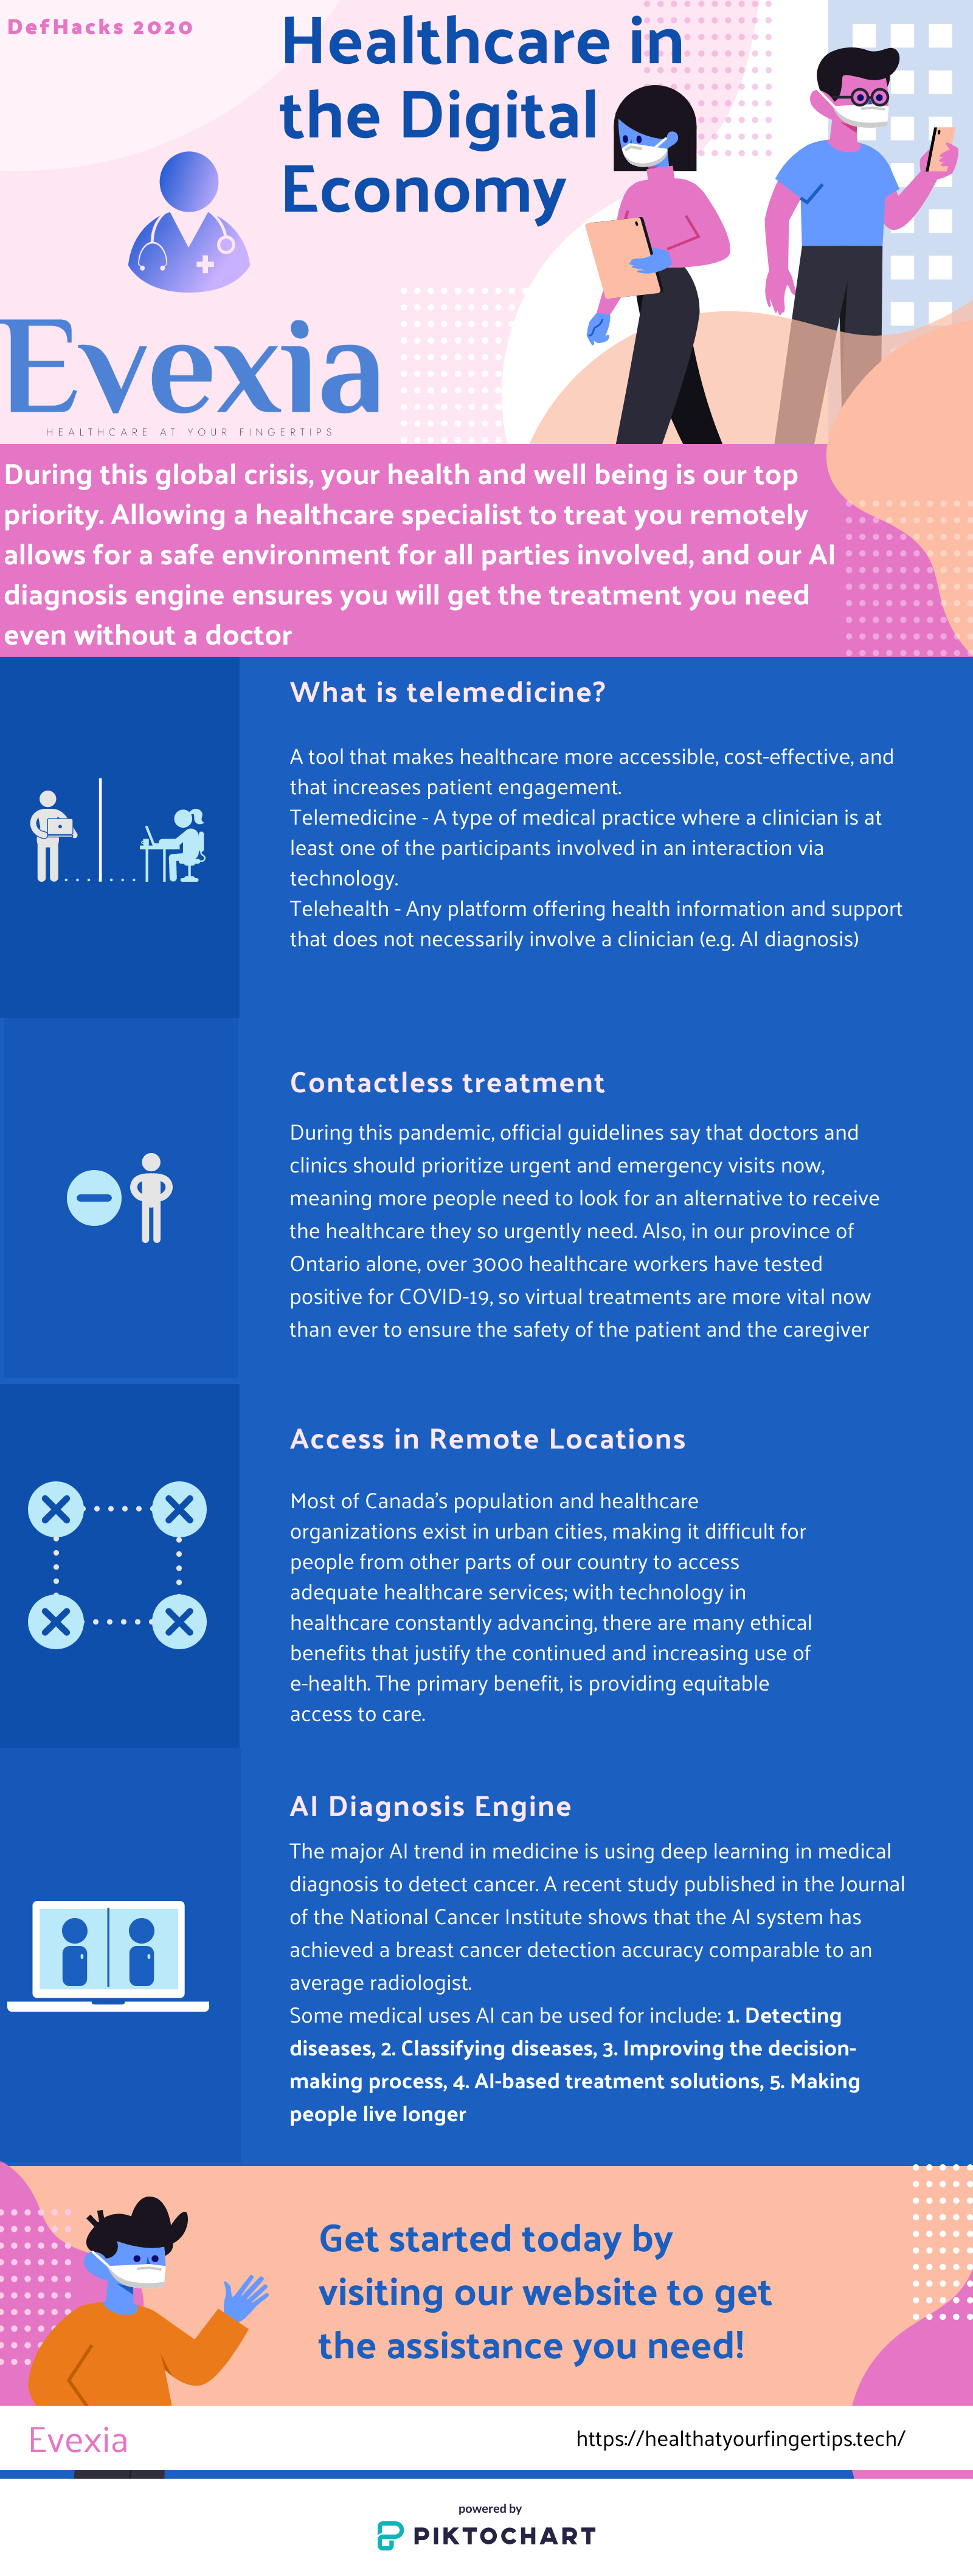 DefHacks 2020
Healthcare in
the Digital
Economy
Evexia
HEALTHCARE AT YOUR FINGERTIPS
During this global crisis, your health and well being is our top
priority. Allowing a healthcare specialist to treat you remotely
allows for a safe environment for all parties involved, and our AI
diagnosis engine ensures you will get the treatment you need
even without a doctor
What is telemedicine?
A tool that makes healthcare more accessible, cost-effective, and
that increases patient engagement.
Telemedicine - A type of medical practice where a clinician is at
least one of the participants involved in an interaction via
technology.
Telehealth - Any platform offering health information and support
that does not necessarily involve a clinician (e.g. AI diagnosis)
Contactless treatment
During this pandemic, official guidelines say that doctors and
clinics should prioritize urgent and emergency visits now,
meaning more people need to look for an alternative to receive
the healthcare they so urgently need. Also, in our province of
Ontario alone, over 3000 healthcare workers have tested
positive for COVID-19, so virtual treatments are more vital now
than ever to ensure the safety of the patient and the caregiver
Access in Remote Locations
Most of Canada's population and healthcare
organizations exist in urban cities, making it difficult for
people from other parts of our country to access
adequate healthcare services; with technology in
healthcare constantly advancing, there are many ethical
benefits that justify the continued and increasing use of
e-health. The primary benefit, is providing equitable
access to care.
AI Diagnosis Engine
The major AI trend in medicine is using deep learning in medical
diagnosis to detect cancer. A recent study published in the Journal
of the National Cancer Institute shows that the AI system has
achieved a breast cancer detection accuracy comparable to an
average radiologist.
Some medical uses AI can be used for include: 1. Detecting
diseases, 2. Classifying diseases, 3. Improving the decision-
making process, 4. AI-based treatment solutions, 5. Making
people live longer
Get started today by
visiting our website to get
the assistance you need!
Evexia
https://healthatyourfingertips.tech/
powered by
PIKTOCHART